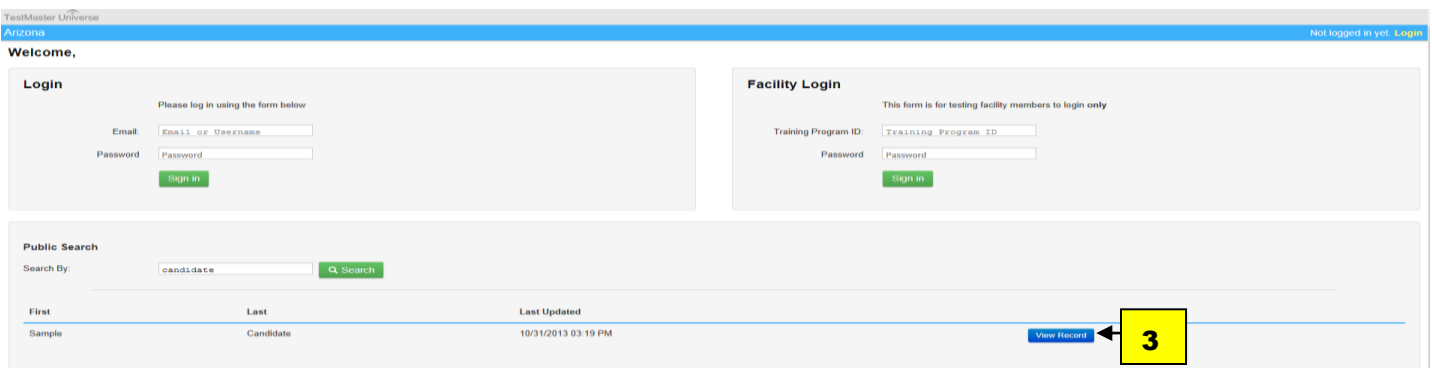 TestMaster Universe
Arizona
Not logged in yet. Login
Welcome,
Login
Please log in using the form below
Email:
Email or Username
Password
Password
Sign in
Facility Login
This form is for testing facility members to login only
Training Program ID:
Training Program ID
Password
Password
Sign in
Public Search
Search By:
candidate
Search
First Last Last Updated
Sample Candidate 10/31/2013 03:19 PM View Record
3